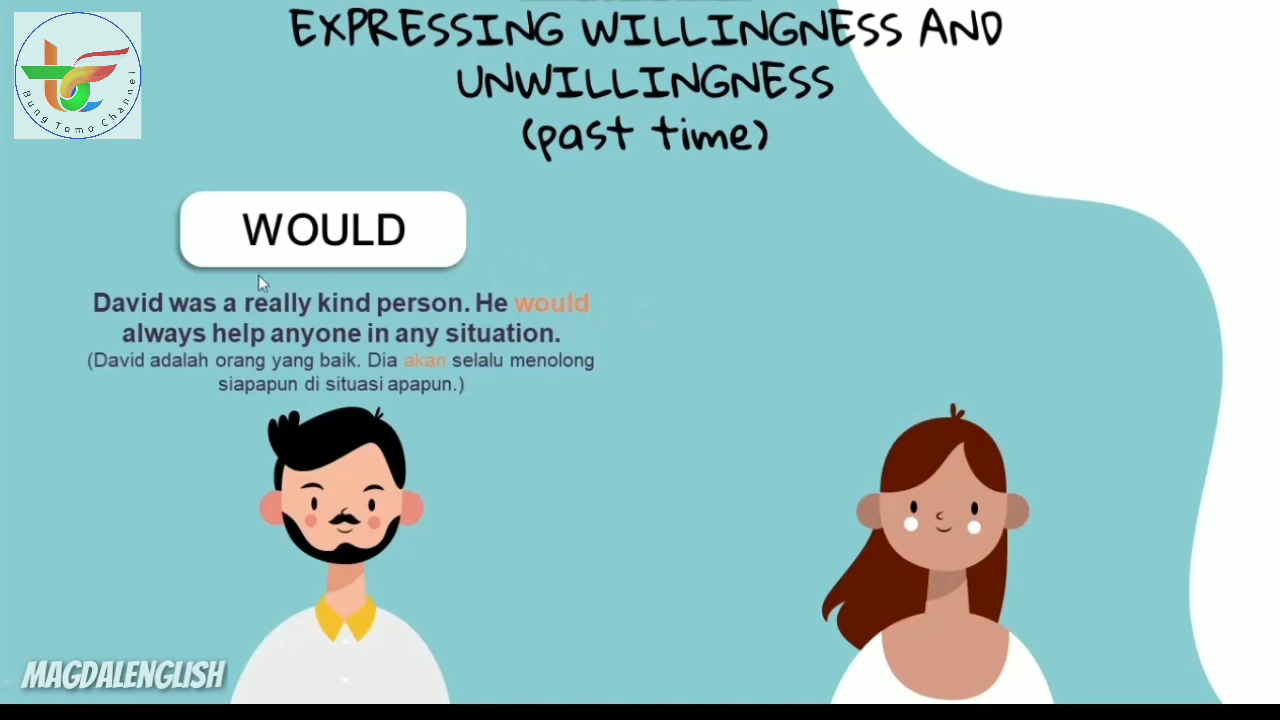 EXPRESSING WILLINGNESS AND
UNWILLINGNESS
(past time)
Bung Tomo Channel
WOULD
David was a really kind person. He would
always help anyone in any situation.
(David adalah orang yang baik. Dia akan selalu menolong
siapapun di situasi apapun.)
MAGDALENGLISH